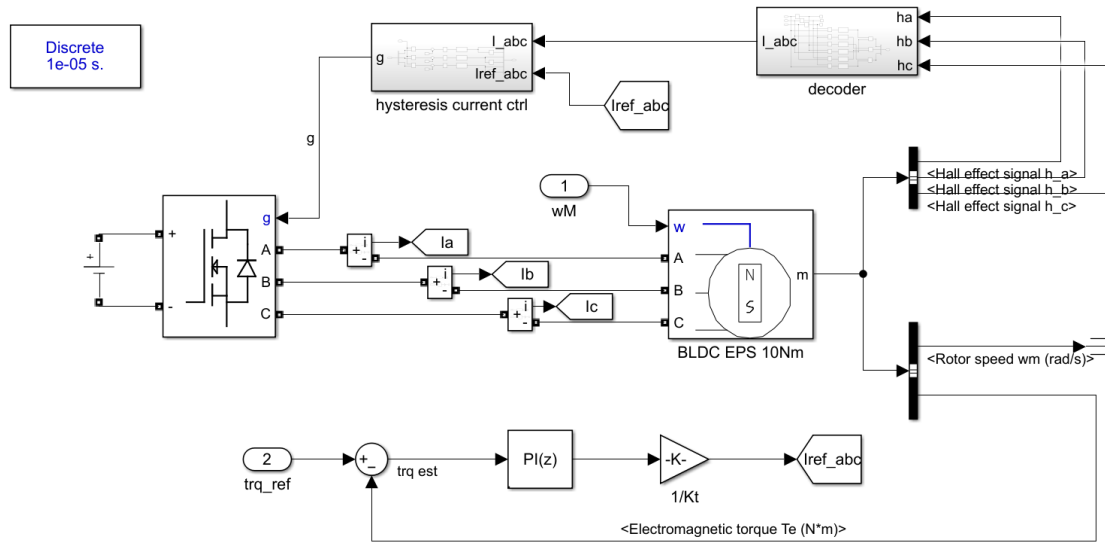 Discrete
1e-05 s.
g
I_abc
Iref_abc
hysteresis current ctrl
Iref_abc
I_abc
ha
hb
hc
decoder
g
<Hall effect signal h_a>
<Hall effect signal h_b>
<Hall effect signal h_c>
1
wM
+
-
g
A
B
C
+
i
-
Ia
+
i
-
Ib
+
i
-
Ic
+
w
A
B
C
N
S
m
BLDC EPS 10Nm
<Rotor speed wm (rad/s)>
2
trq_ref
+
-
trq est
PI(z)
-K-
1/Kt
Iref_abc
<Electromagnetic torque Te (N*m)>